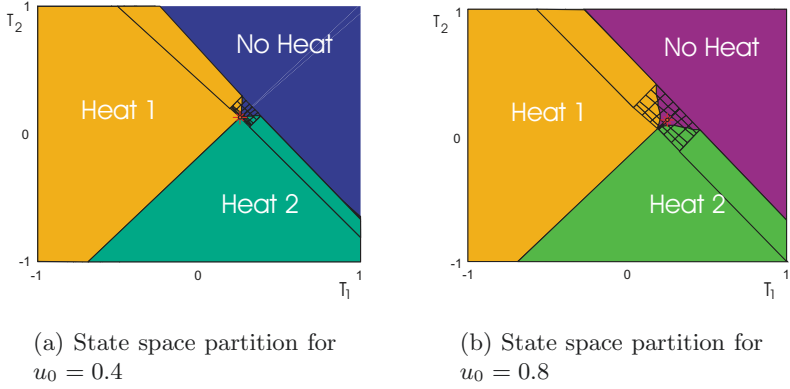 1
T2
No Heat
Heat 1
0
Heat 2
-1
-1
0
1
T1
1
T2
No Heat
Heat 1
0
Heat 2
-1
-1
0
1
T1
(a) State space partition for
u0 = 0.4
(b) State space partition for
u0 = 0.8